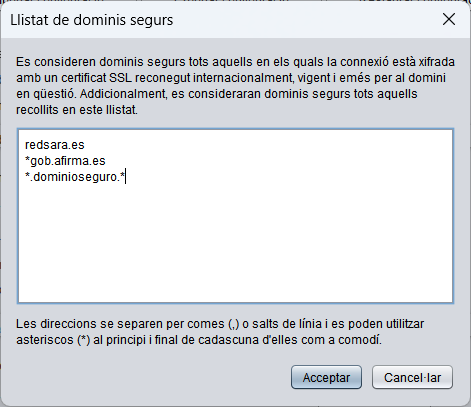 Llistat de dominis segurs
Es consideren dominis segurs tots aquells en els quals la connexió està xifrada
amb un certificat SSL reconegut internacionalment, vigent i emés per al domini
en qüestió. Addicionalment, es consideraran dominis segurs tots aquells
recollits en este llistat.
redsara.es
*gob.afirma.es
*.dominioseguro.*
Les direccions se separen per comes (,) o salts de línia i es poden utilitzar
asteriscos (*) al principi i final de cadascuna d'elles com a comodí.
Acceptar
Cancel·lar